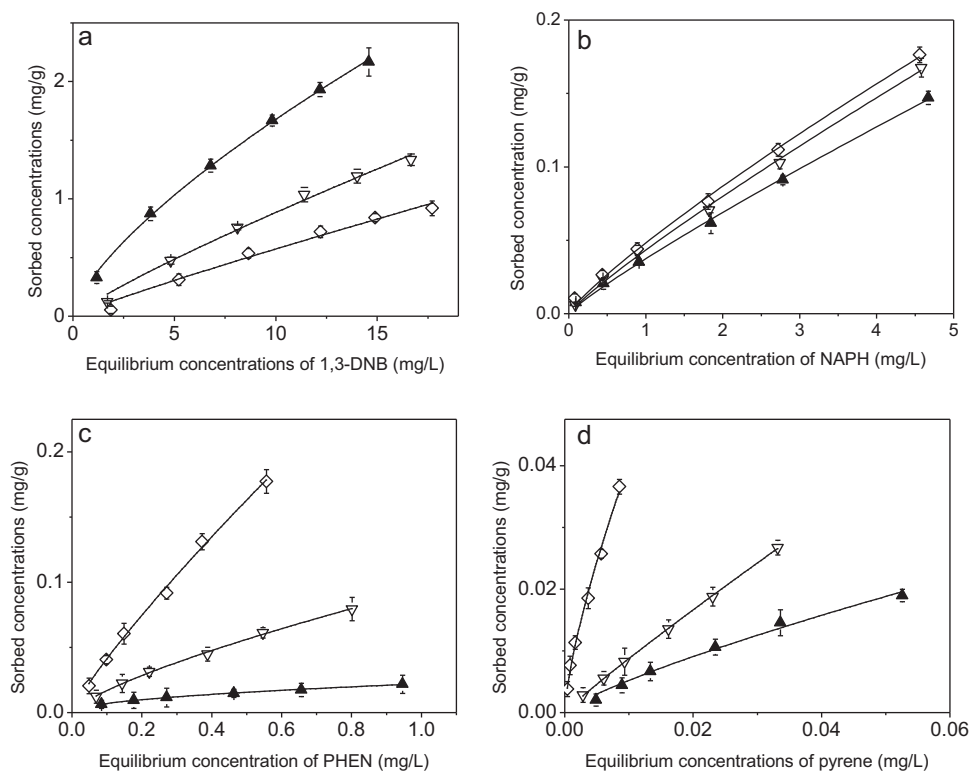 a
Sorbed concentrations (mg/g)
2
1
0
0
5
10
15
Equilibrium concentrations of 1,3-DNB (mg/L)
b
Sorbed concentration (mg/g)
0.2
0.1
0.0
0
1
2
3
4
5
Equilibrium concentration of NAPH (mg/L)
c
Sorbed concentrations (mg/g)
0.2
0.1
0.0
0.0
0.2
0.4
0.6
0.8
1.0
Equilibrium concentration of PHEN (mg/L)
d
Sorbed concentrations (mg/g)
0.04
0.02
0.00
0.00
0.02
0.04
0.06
Equilibrium concentrations of pyrene (mg/L)